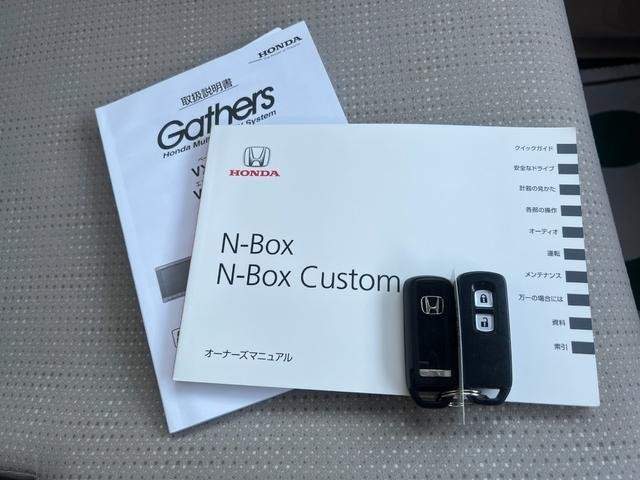 HONDA
取扱説明書
Gathers
Honda
System
HONDA
N-Box
N-Box Custom
オーナーズマニュアル
クイックガイド
安全なドライブ
計器の見かた
各部の操作
オーディオ
運転
メンテナンス
万一の場合には
資料
索引